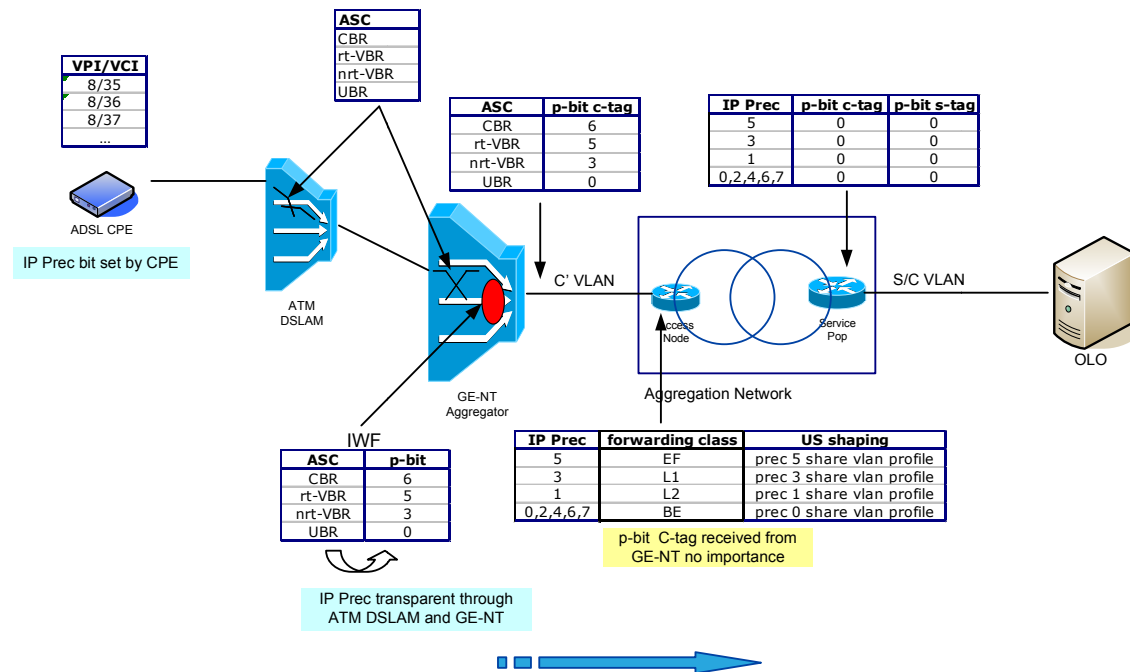 ASC
CBR
rt-VBR
nrt-VBR
UBR
VPI/VCI
8/35
8/36
8/37
...
ADSL CPE
IP Prec bit set by CPE
ATM
DSLAM
ASC p-bit c-tag
CBR 6
rt-VBR 5
nrt-VBR 3
UBR 0
IP Prec p-bit c-tag p-bit s-tag
5 0 0
3 0 0
1 0 0
0,2,4,6,7 0 0
C' VLAN
S/C VLAN
ccess
Node
Service
Pop
OLO
Aggregation Network
GE-NT
Aggregator
IWF
ASC p-bit
CBR 6
rt-VBR 5
nrt-VBR 3
UBR 0
IP Prec transparent through
ATM DSLAM and GE-NT
IP Prec forwarding class US shaping
5 EF prec 5 share vlan profile
3 L1 prec 3 share vlan profile
1 L2 prec 1 share vlan profile
0,2,4,6,7 BE prec 0 share vlan profile
p-bit C-tag received from
GE-NT no importance